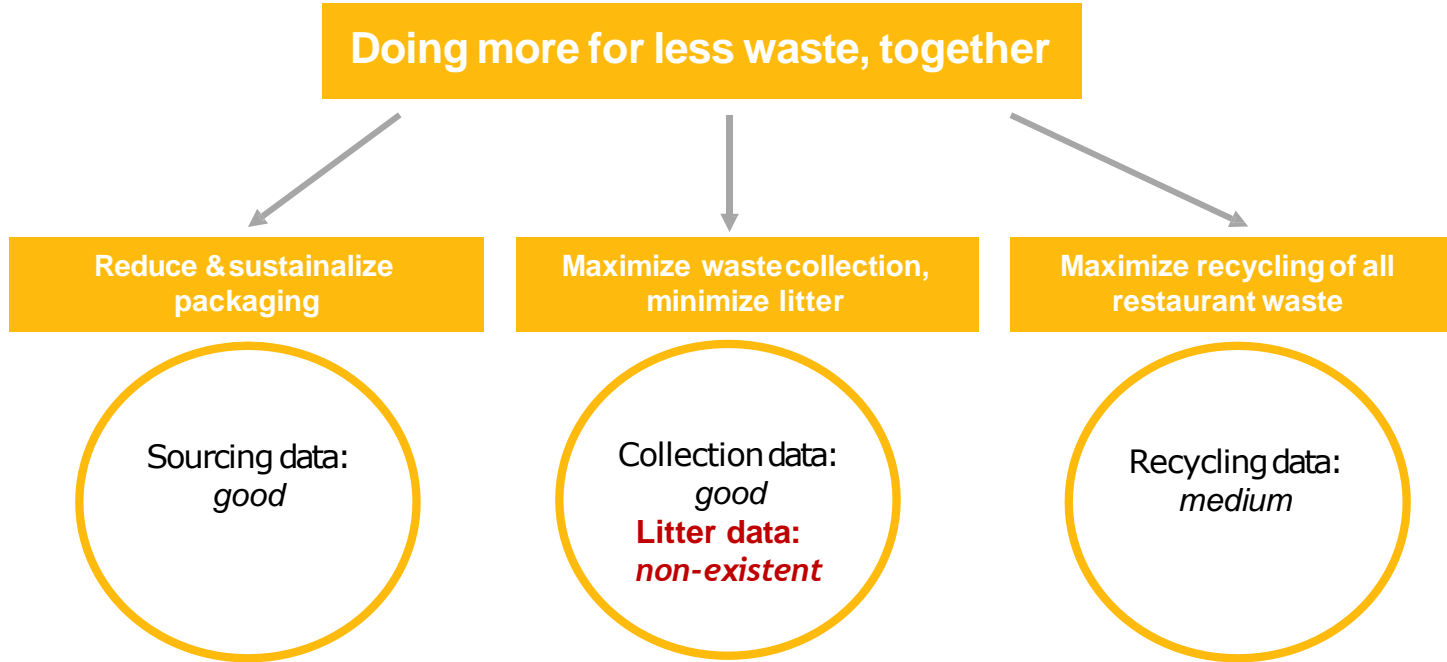 Doing more for less waste, together
Reduce & sustainalize
packaging
Maximize waste collection,
minimize litter
Maximize recycling of all
restaurant waste
Sourcing data:
good
Collection data:
good
Litter data:
non-existent
Recycling data:
medium